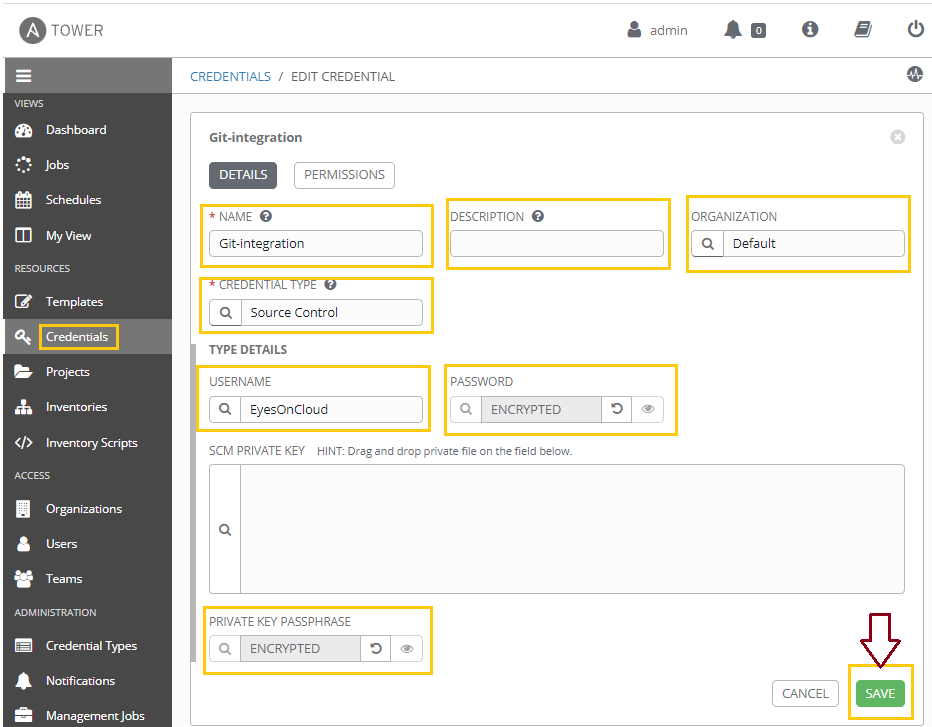 A TOWER
admin
0
CREDENTIALS / EDIT CREDENTIAL
VIEWS
Dashboard
Jobs
Schedules
My View
RESOURCES
Templates
Credentials
Projects
Inventories
Inventory Scripts
ACCESS
Organizations
Users
Teams
ADMINISTRATION
Credential Types
Notifications
Management Jobs
Git-integration
DETAILS PERMISSIONS
* NAME ?
Git-integration
DESCRIPTION ?
ORGANIZATION
Default
* CREDENTIAL TYPE ?
Source Control
TYPE DETAILS
USERNAME
EyesOnCloud
PASSWORD
ENCRYPTED
SCM PRIVATE KEY HINT: Drag and drop private file on the field below.
PRIVATE KEY PASSPHRASE
ENCRYPTED
CANCEL SAVE